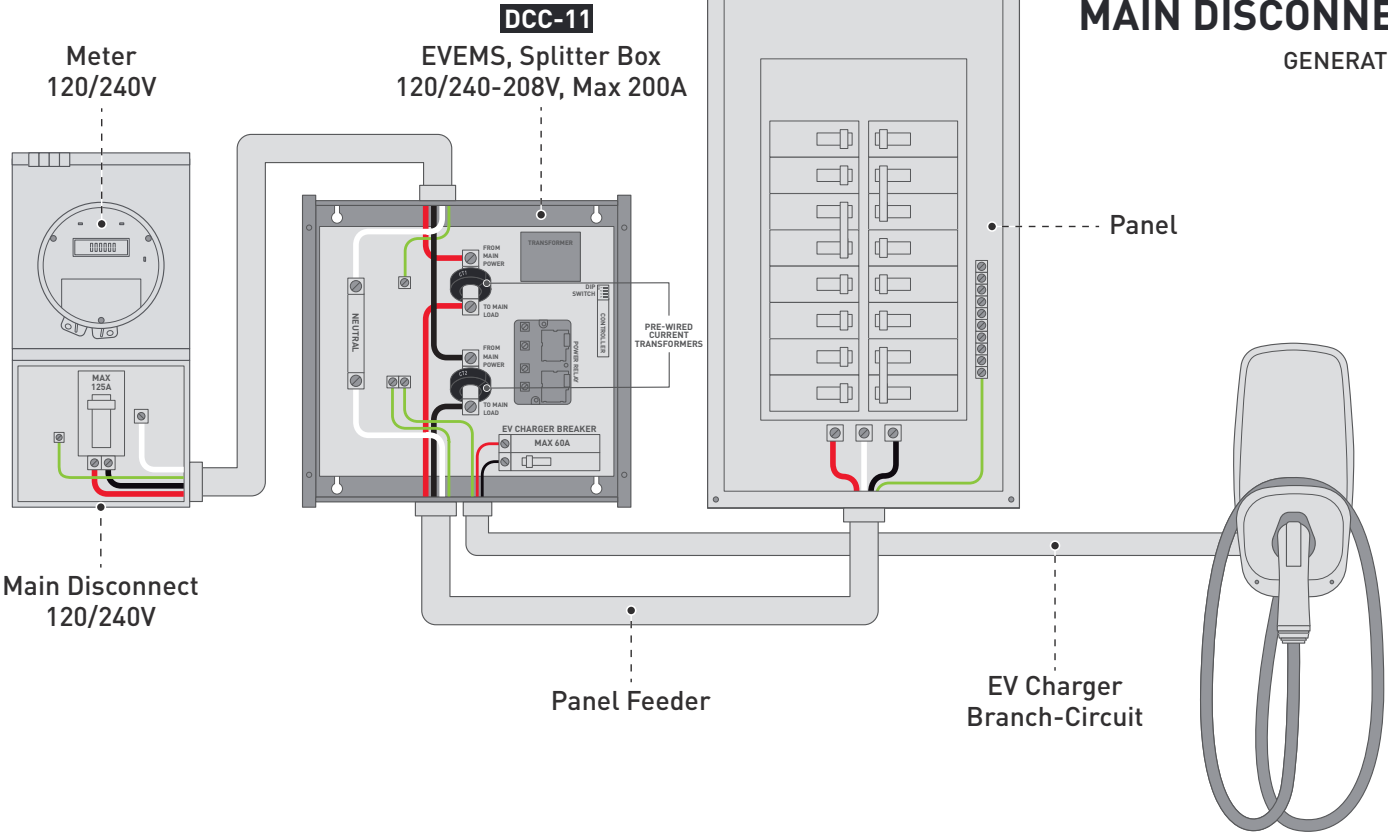 MAIN DISCONNE
GENERAT
DCC-11
EVEMS, Splitter Box
120/240-208V, Max 200A
Meter
120/240V
Panel
FROM
MAIN
POWER
TRANSFORMER
CT1
DIP
SWITCH
TO MAIN
LOAD
NEUTRAL
CONTROLLER
PRE-WIRED
CURRENT
TRANSFORMERS
FROM
MAIN
POWER
POWER RELAY
CT2
TO MAIN
LOAD
MAX
125A
EV CHARGER BREAKER
MAX 60A
Main Disconnect
120/240V
Panel Feeder
EV Charger
Branch-Circuit